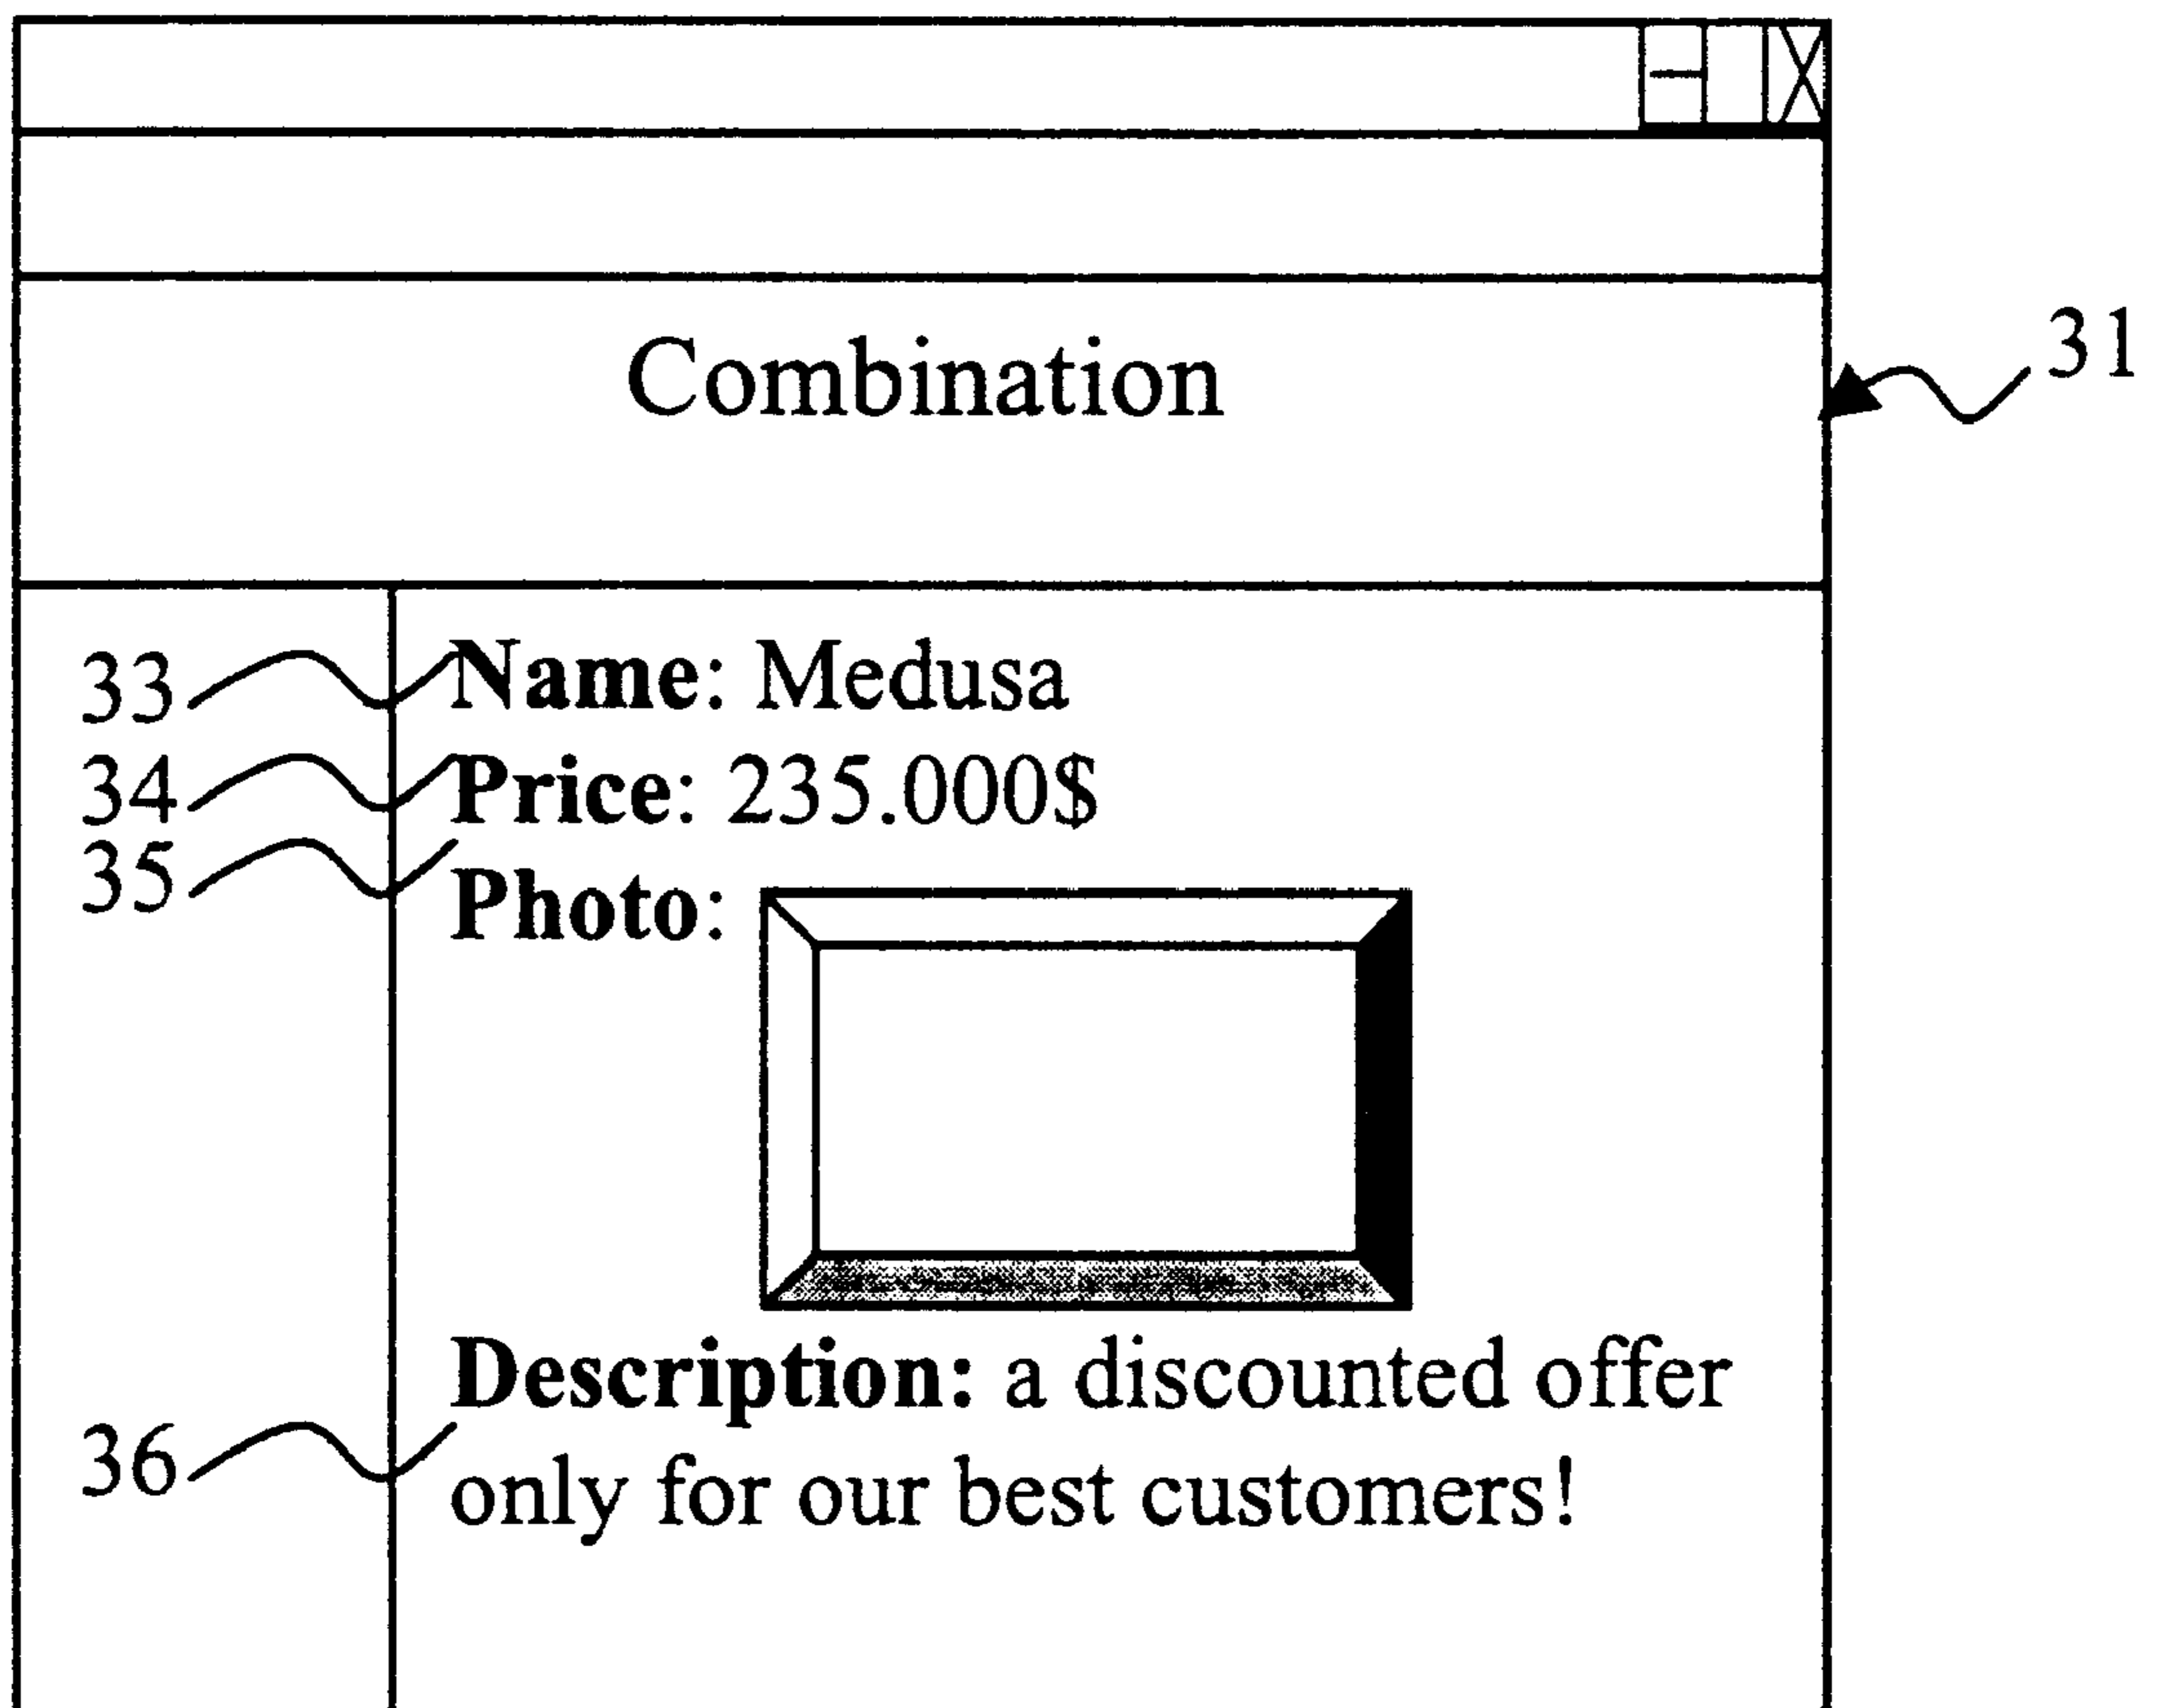 Combination
31
33 Name: Medusa
34 Price: 235.000$
35 Photo:
Description: a discounted offer
36 only for our best customers!